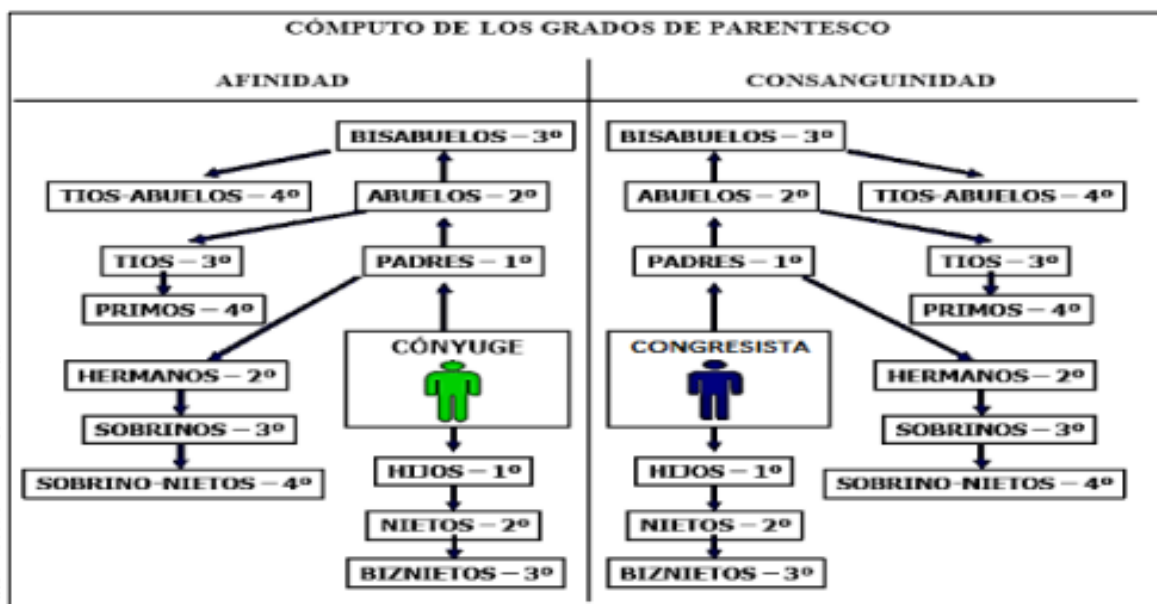 CÓMPUTO DE LOS GRADOS DE PARENTESCO
AFINIDAD
BISABUELOS – 3º
TIOS-ABUELOS – 4º
ABUELOS – 2º
TIOS – 3º
PADRES – 1º
PRIMOS – 4º
CÓNYUGE
HERMANOS – 2º
SOBRINOS – 3º
HIJOS – 1º
SOBRINO-NIETOS – 4º
NIETOS – 2º
BIZNIETOS – 3º
CONSANGUINIDAD
BISABUELOS – 3º
ABUELOS – 2º
TIOS-ABUELOS – 4º
PADRES – 1º
TIOS – 3º
PRIMOS – 4º
CONGRESISTA
HERMANOS – 2º
SOBRINOS – 3º
HIJOS – 1º
SOBRINO-NIETOS – 4º
NIETOS – 2º
BIZNIETOS – 3º